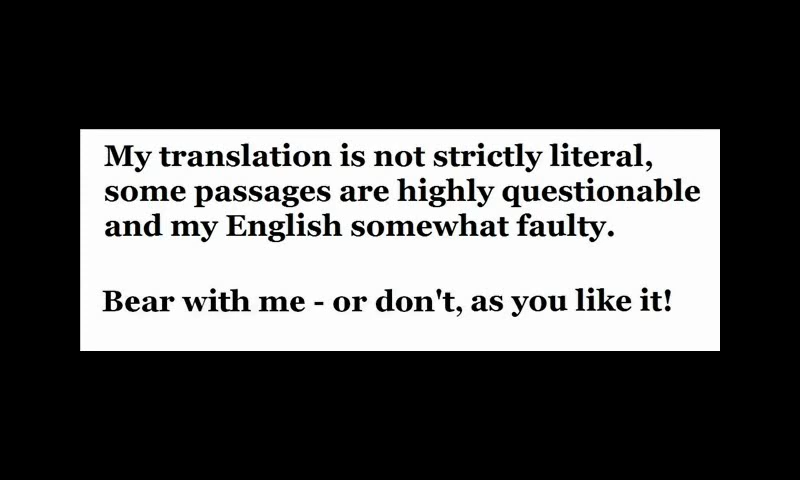 My translation is not strictly literal,
some passages are highly questionable
and my English somewhat faulty.
Bear with me - or don't, as you like it!